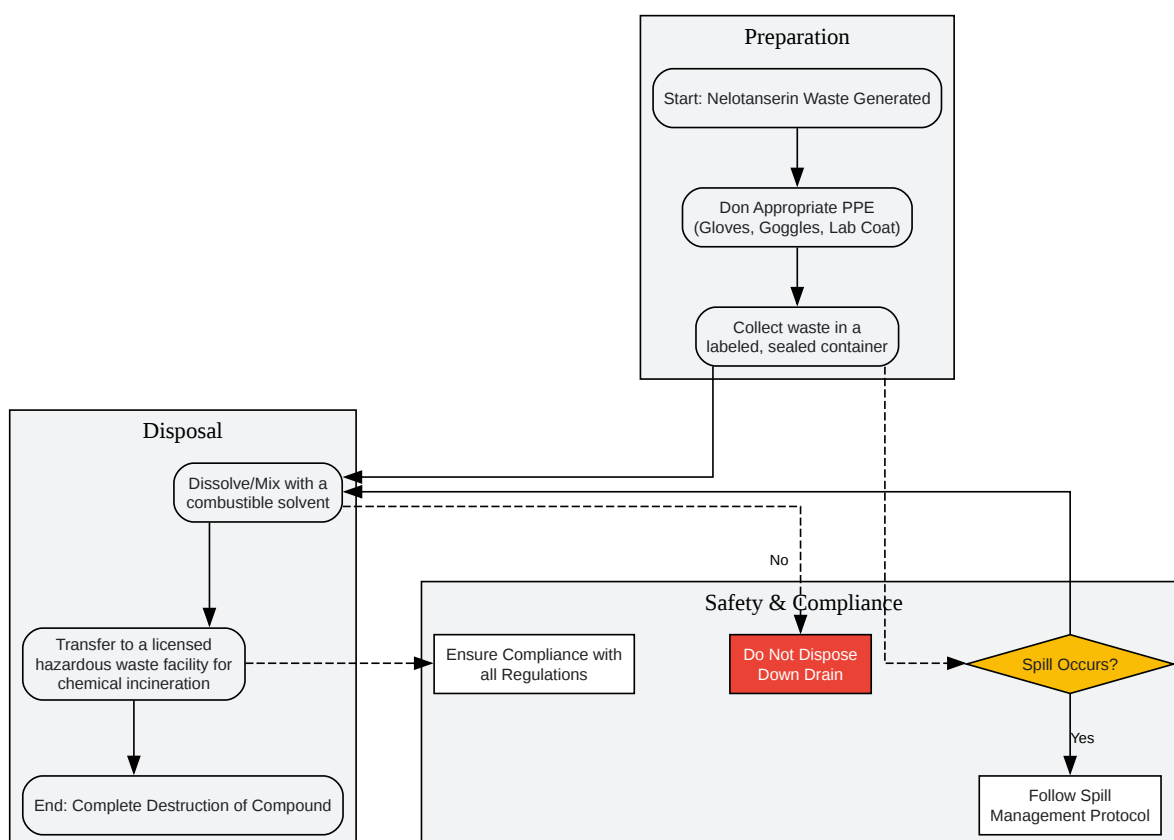 Preparation
Start: Nelotanserin Waste Generated
Don Appropriate PPE
(Gloves, Goggles, Lab Coat)
Collect waste in a
labeled, sealed container
Disposal
Dissolve/Mix with a
combustible solvent
No
Safety & Compliance
Transfer to a licensed
hazardous waste facility for
chemical incineration
Ensure Compliance with
all Regulations
Do Not Dispose
Down Drain
Spill Occurs?
Yes
End: Complete Destruction of Compound
Follow Spill
Management Protocol